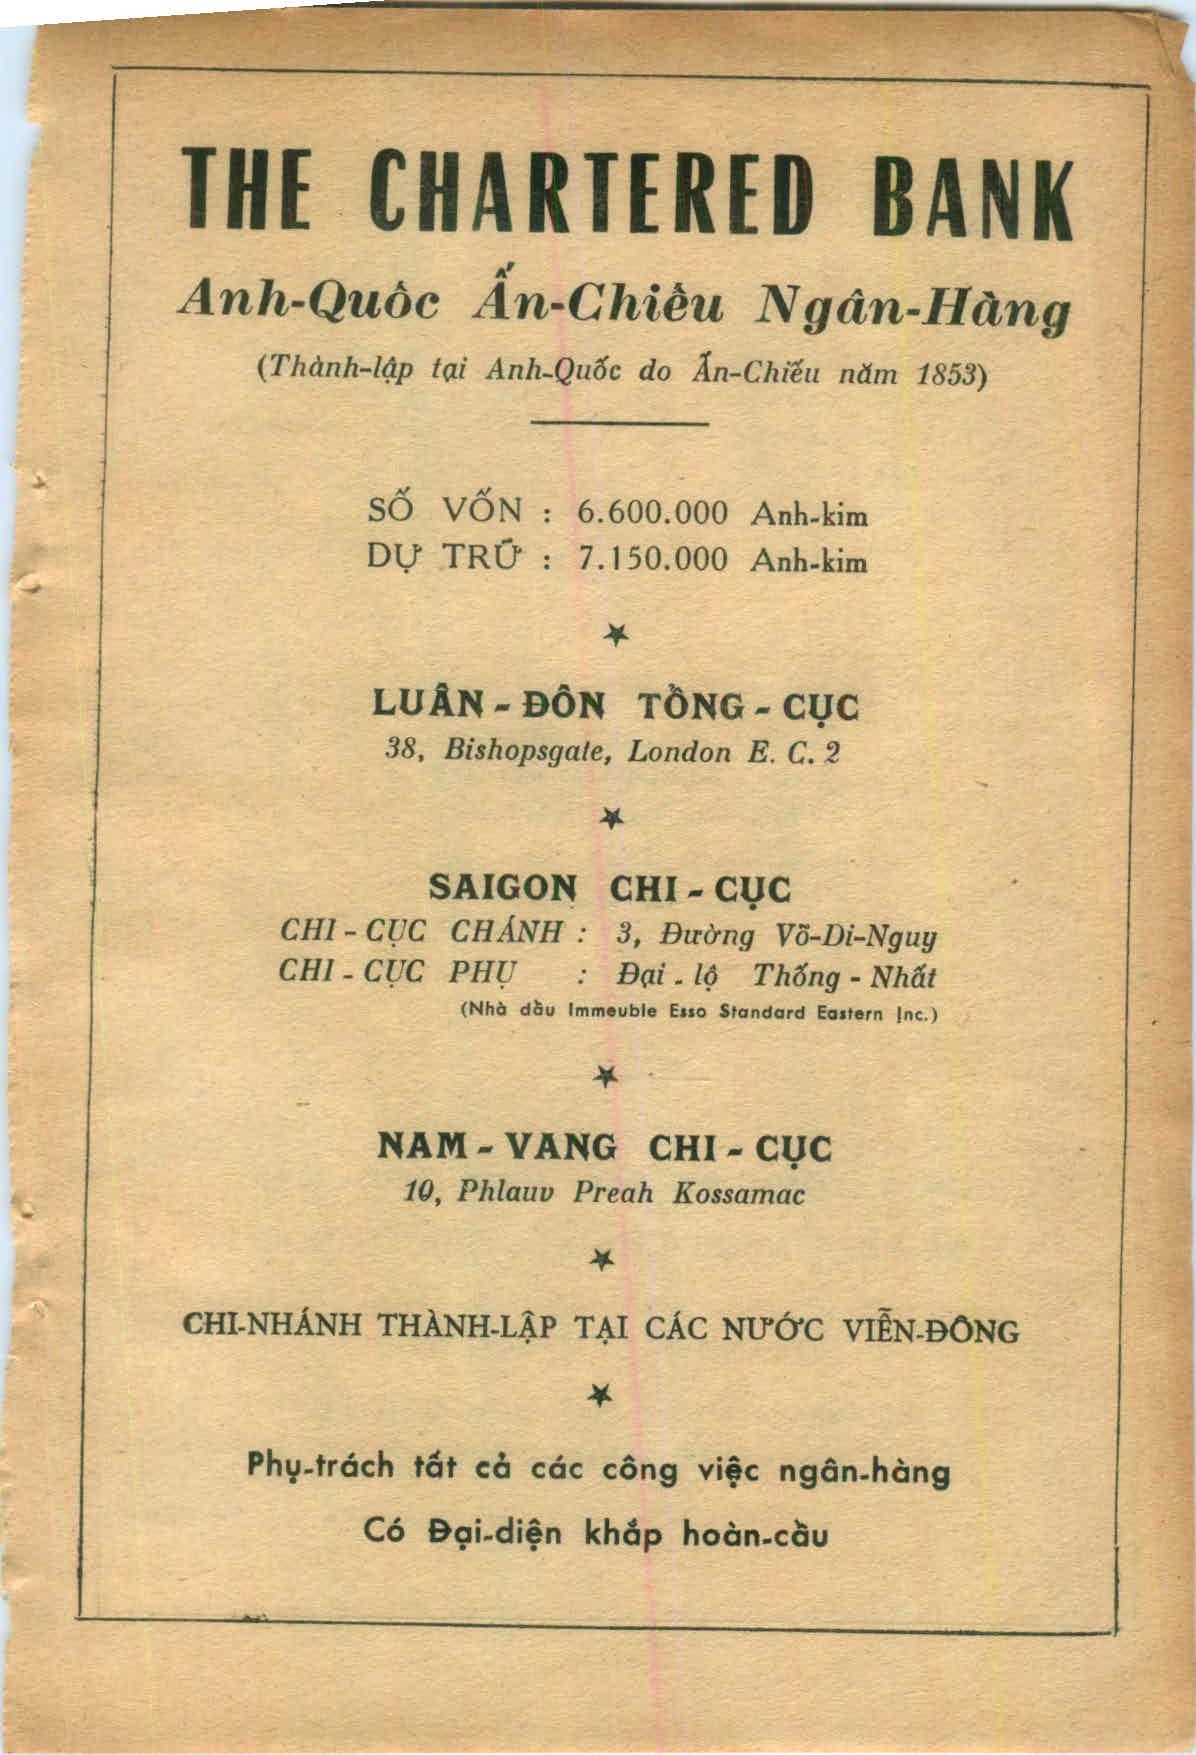 THE CHARTERED BANK
Anh-Quôc Ấn-Chiêu Ngân-Hàng
(Thành-lập tại Anh-Quốc do Ấn-Chiếu năm 1853)
SỐ VỐN : 6.600.000 Anh-kim
DỰ TRỮ : 7.150.000 Anh-kim
LUÂN - ĐÔN TỔNG - CỤC
38, Bishopsgate, London E. C. 2
SAIGON CHI - CỤC
CHI - CỤC CHÁNH : 3, Đường Võ-Di-Nguy
CHI - CỤC PHỤ : Đại - lộ Thống - Nhất
(Nhà dầu Immeuble Esso Standard Eastern Inc.)
NAM - VANG CHI - CỤC
10, Phlauv Preah Kossamac
CHI-NHÁNH THÀNH-LẬP TẠI CÁC NƯỚC VIỄN-ĐÔNG
Phụ-trách tất cả các công việc ngân-hàng
Có Đại-diện khắp hoàn-cầu